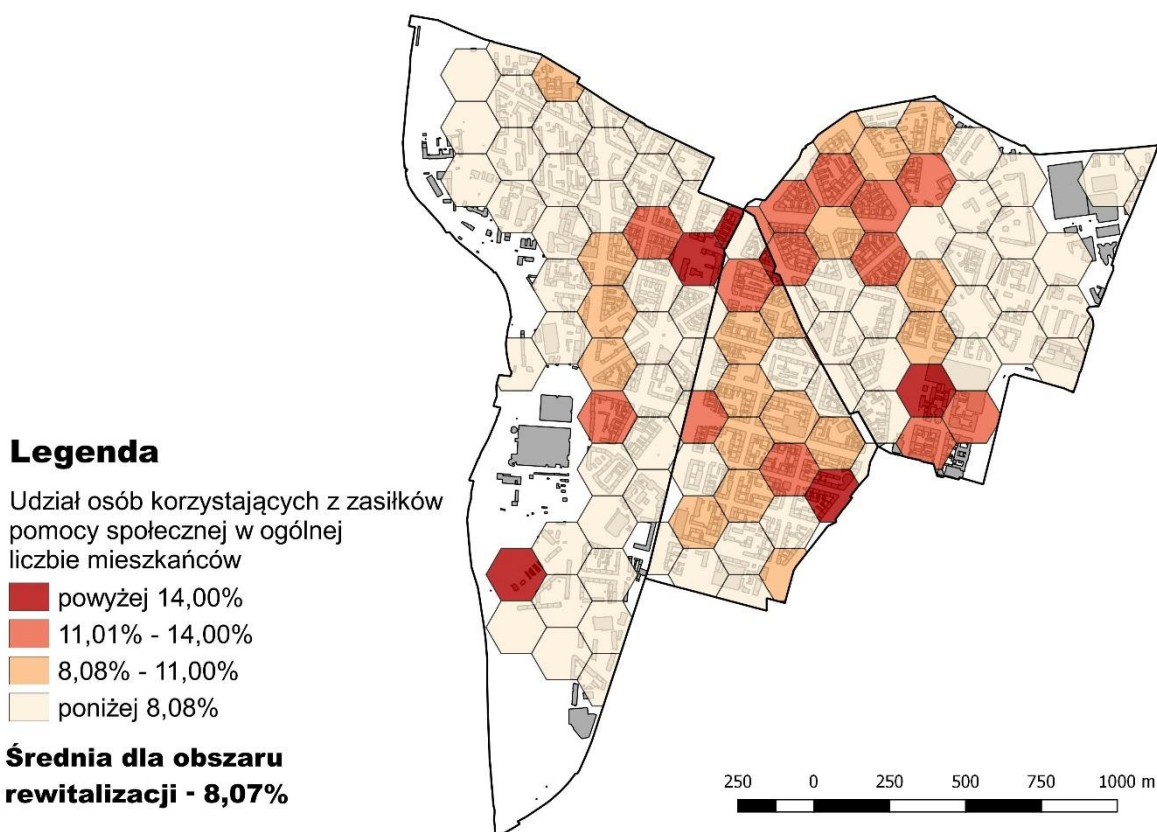 Legenda
Udział osób korzystających z zasiłków
pomocy społecznej w ogólnej
liczbie mieszkańców
powyżej 14,00%
11,01% - 14,00%
8,08% - 11,00%
poniżej 8,08%
Średnia dla obszaru
rewitalizacji - 8,07%
250 0 250 500 750 1000 m